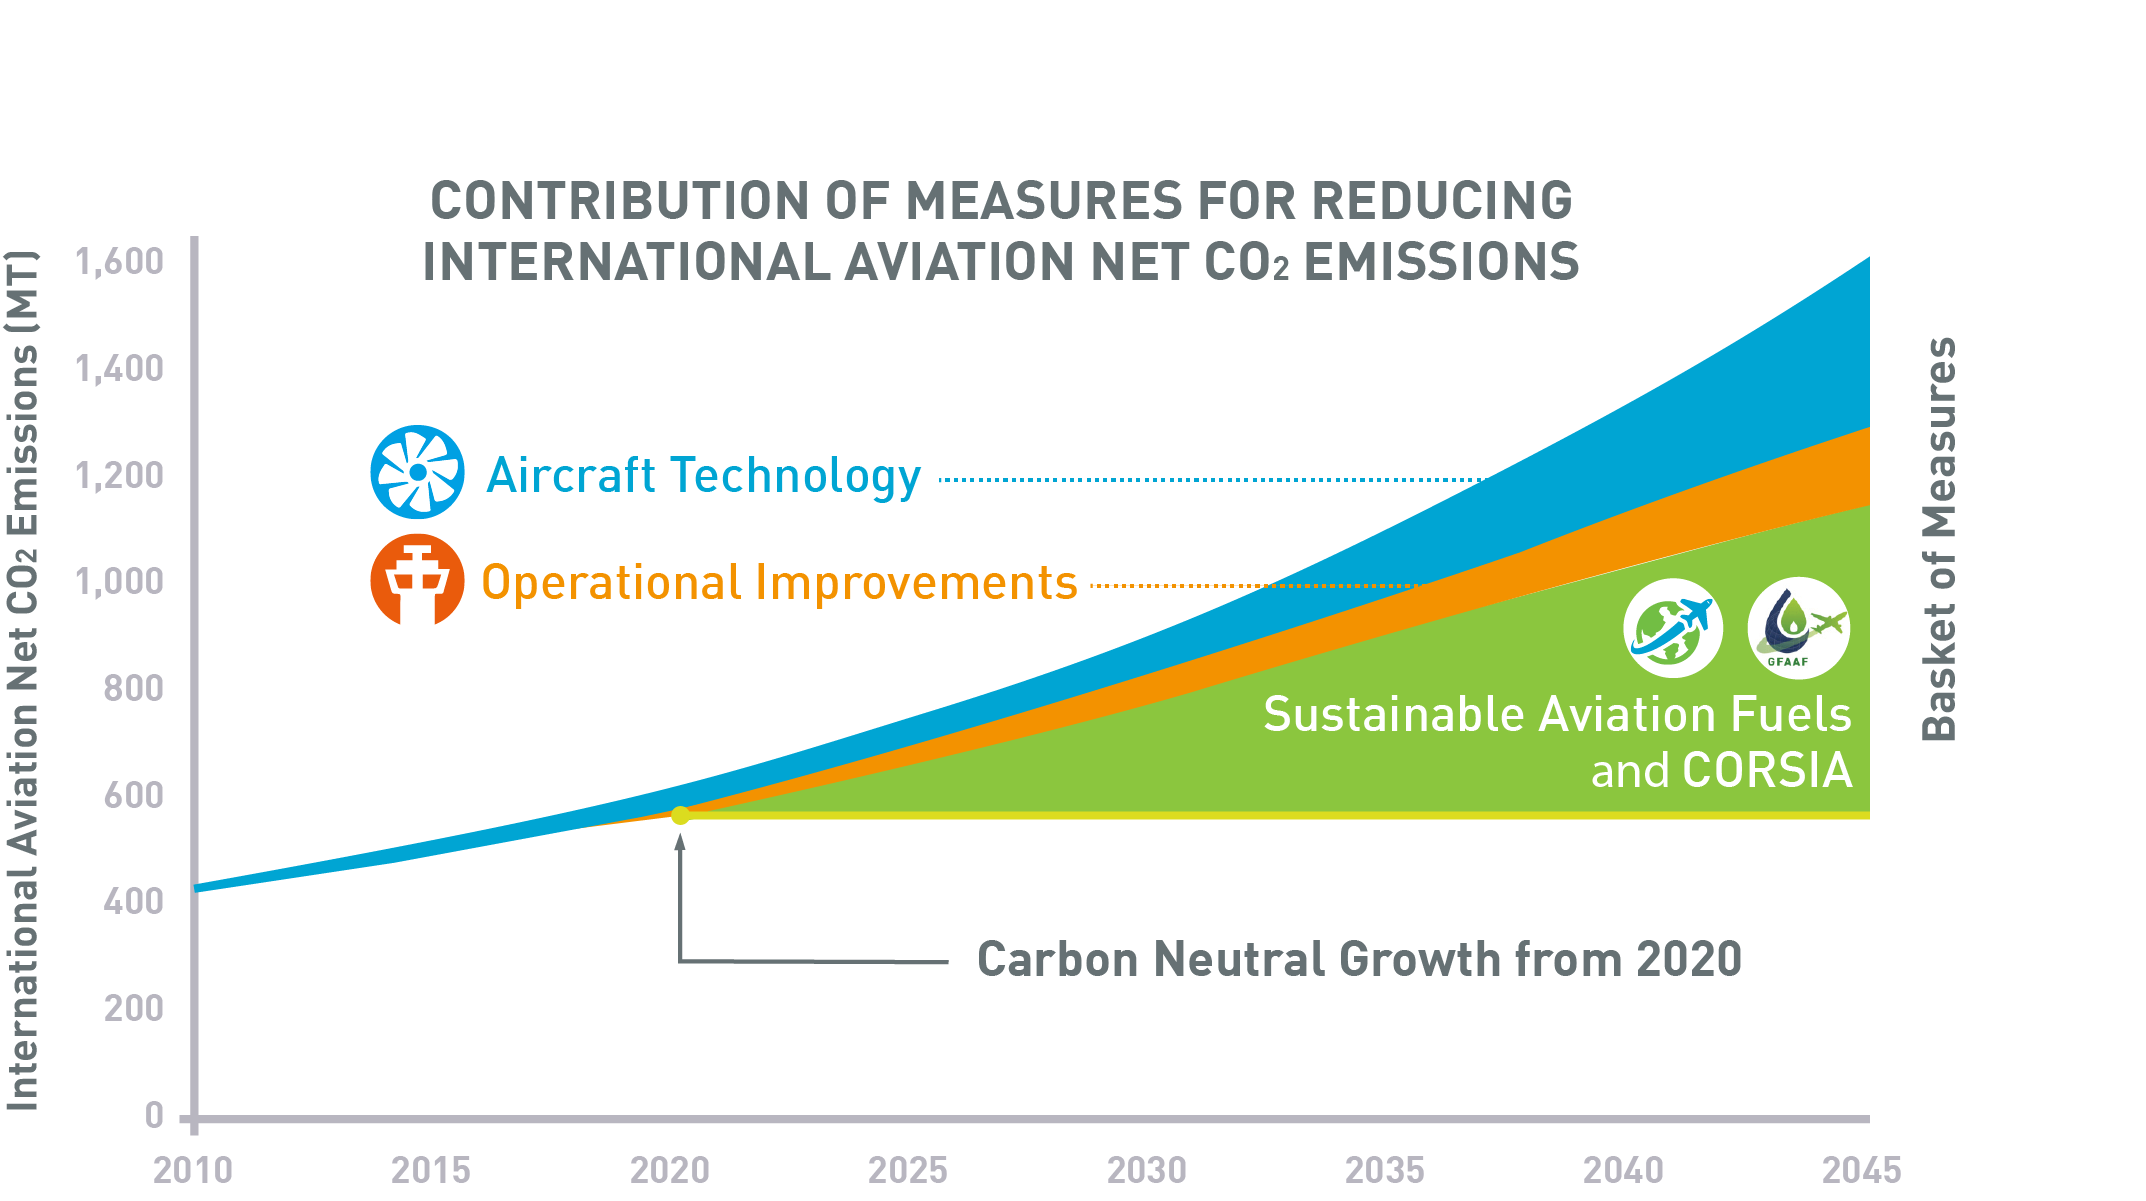 CONTRIBUTION OF MEASURES FOR REDUCING
INTERNATIONAL AVIATION NET CO2 EMISSIONS
International Aviation Net CO2 Emissions (MT)
1,600
1,400
1,200
1,000
800
600
400
200
0
Aircraft Technology
Operational Improvements
GFAAF
Sustainable Aviation Fuels
and CORSIA
Basket of Measures
Carbon Neutral Growth from 2020
2010
2015
2020
2025
2030
2035
2040
2045